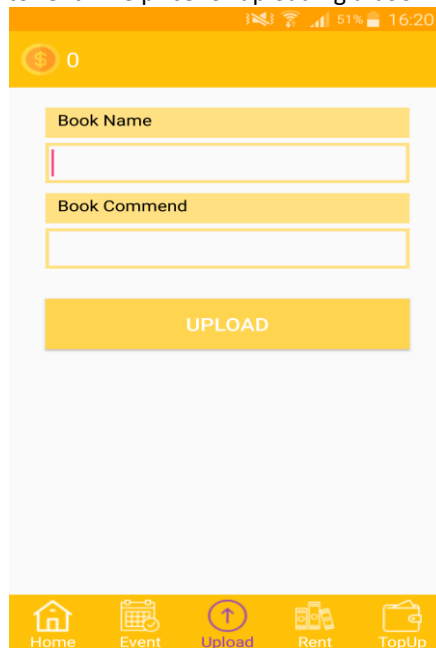 51% 16:20
$ 0
Book Name
Book Commend
UPLOAD
Home Event Upload Rent TopUp